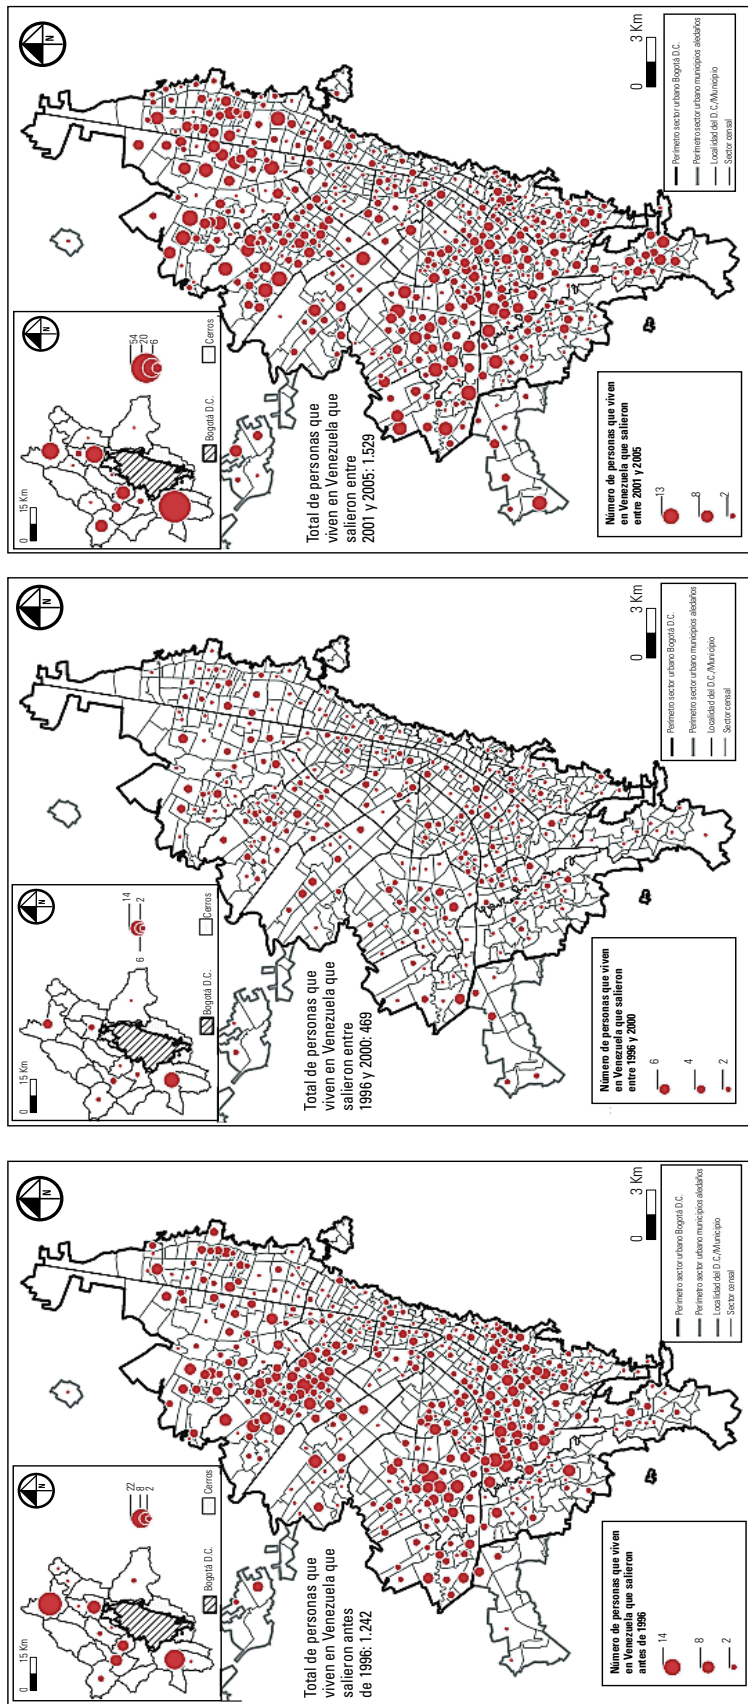 0 15 Km
N
22
8
2
Bogotá D.C.
Cerros
N
Total de personas que
viven en Venezuela que
salieron antes
de 1996: 1.242
Número de personas que viven
en Venezuela que salieron
antes de 1996
14
8
2
0 3 Km
Perímetro sector urbano Bogotá D.C.
Perímetro sector urbano municipios aledaños
Localidad del D.C./Municipio
Sector censal
0 15 Km
N
14
6
2
Bogotá D.C.
Cerros
N
Total de personas que
viven en Venezuela que
salieron entre
1996 y 2000: 469
Número de personas que viven
en Venezuela que salieron
entre 1996 y 2000
6
4
2
0 3 Km
Perímetro sector urbano Bogotá D.C.
Perímetro sector urbano municipios aledaños
Localidad del D.C./Municipio
Sector censal
0 15 Km
N
54
20
6
Bogotá D.C.
Cerros
N
Total de personas que
viven en Venezuela que
salieron entre
2001 y 2005: 1.529
Número de personas que viven
en Venezuela que salieron
entre 2001 y 2005
13
8
2
0 3 Km
Perímetro sector urbano Bogotá D.C.
Perímetro sector urbano municipios aledaños
Localidad del D.C./Municipio
Sector censal